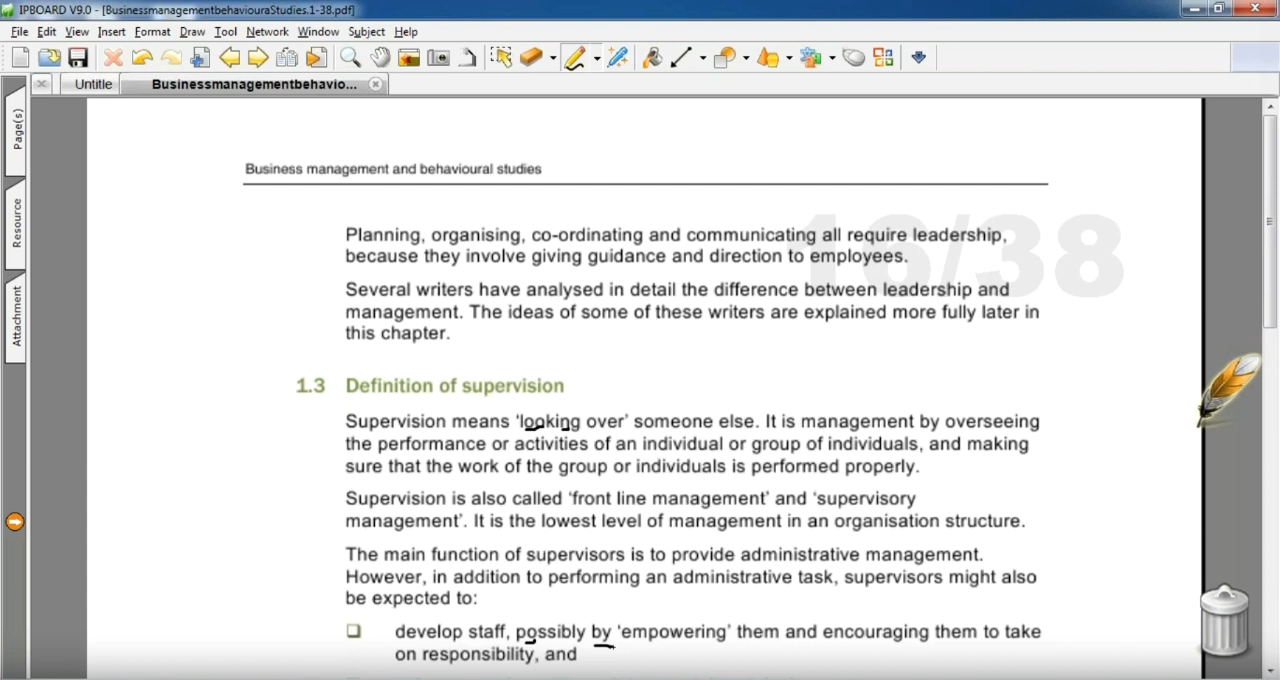 IPBOARD V9.0 - [BusinessmanagementbehaviouraStudies.1-38.pdf]
File Edit View Insert Format Draw Tool Network Window Subject Help
Untitle Businessmanagementbehavio...
Page(s)
Resource
Attachment
16/38
Business management and behavioural studies
Planning, organising, co-ordinating and communicating all require leadership,
because they involve giving guidance and direction to employees.
Several writers have analysed in detail the difference between leadership and
management. The ideas of some of these writers are explained more fully later in
this chapter.
1.3 Definition of supervision
Supervision means ‘looking over’ someone else. It is management by overseeing
the performance or activities of an individual or group of individuals, and making
sure that the work of the group or individuals is performed properly.
Supervision is also called ‘front line management’ and ‘supervisory
management’. It is the lowest level of management in an organisation structure.
The main function of supervisors is to provide administrative management.
However, in addition to performing an administrative task, supervisors might also
be expected to:
develop staff, possibly by ‘empowering’ them and encouraging them to take
on responsibility, and